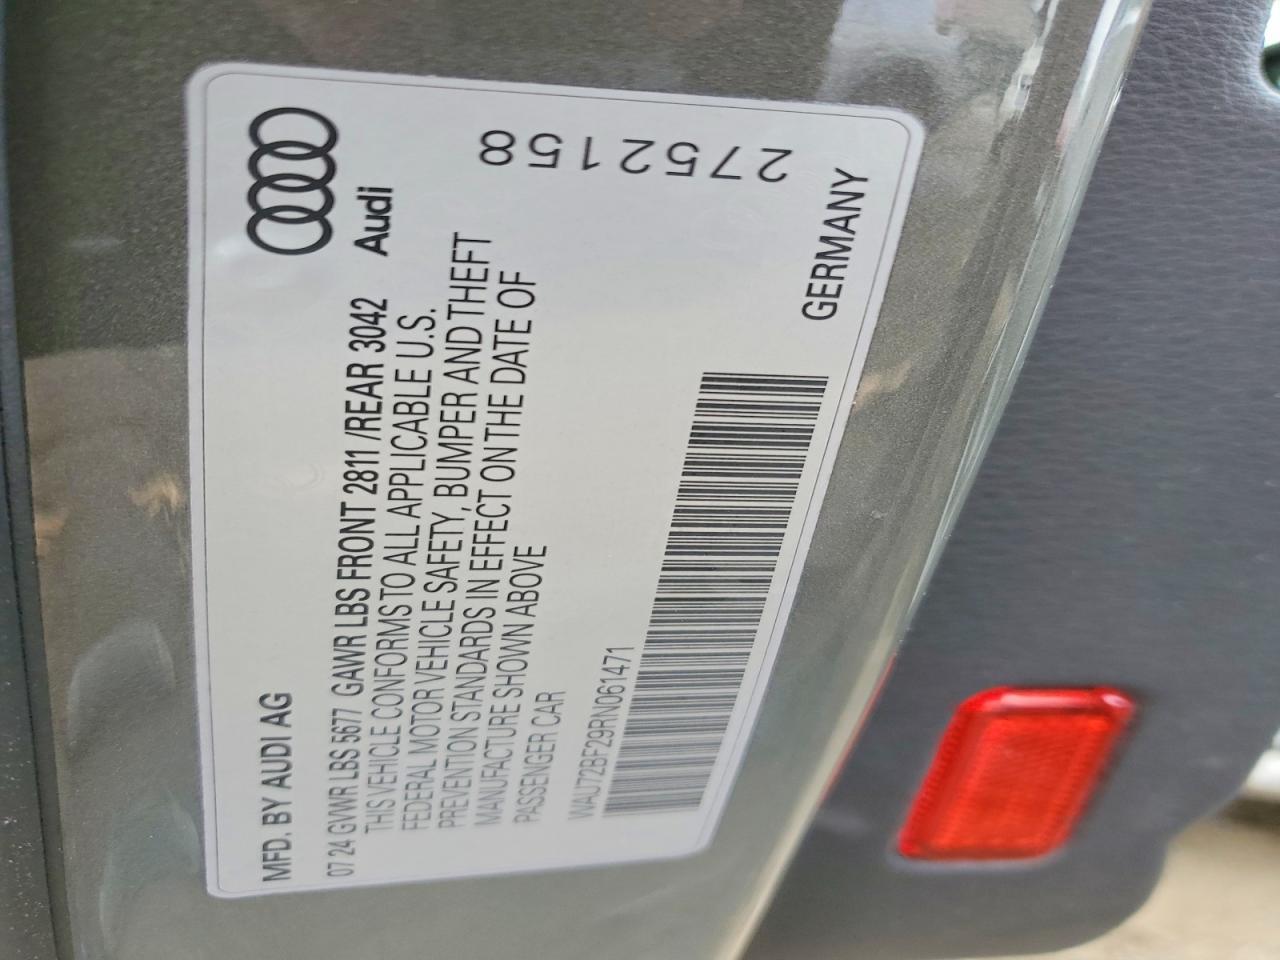 MFD. BY AUDI AG
07 24 GVWR LBS 5677 GAWR LBS FRONT 2811 /REAR 3042
THIS VEHICLE CONFORMS TO ALL APPLICABLE U.S.
FEDERAL MOTOR VEHICLE SAFETY, BUMPER AND THEFT
PREVENTION STANDARDS IN EFFECT ON THE DATE OF
MANUFACTURE SHOWN ABOVE
PASSENGER CAR
WAU72BF29RN061471
Audi
2752158
GERMANY